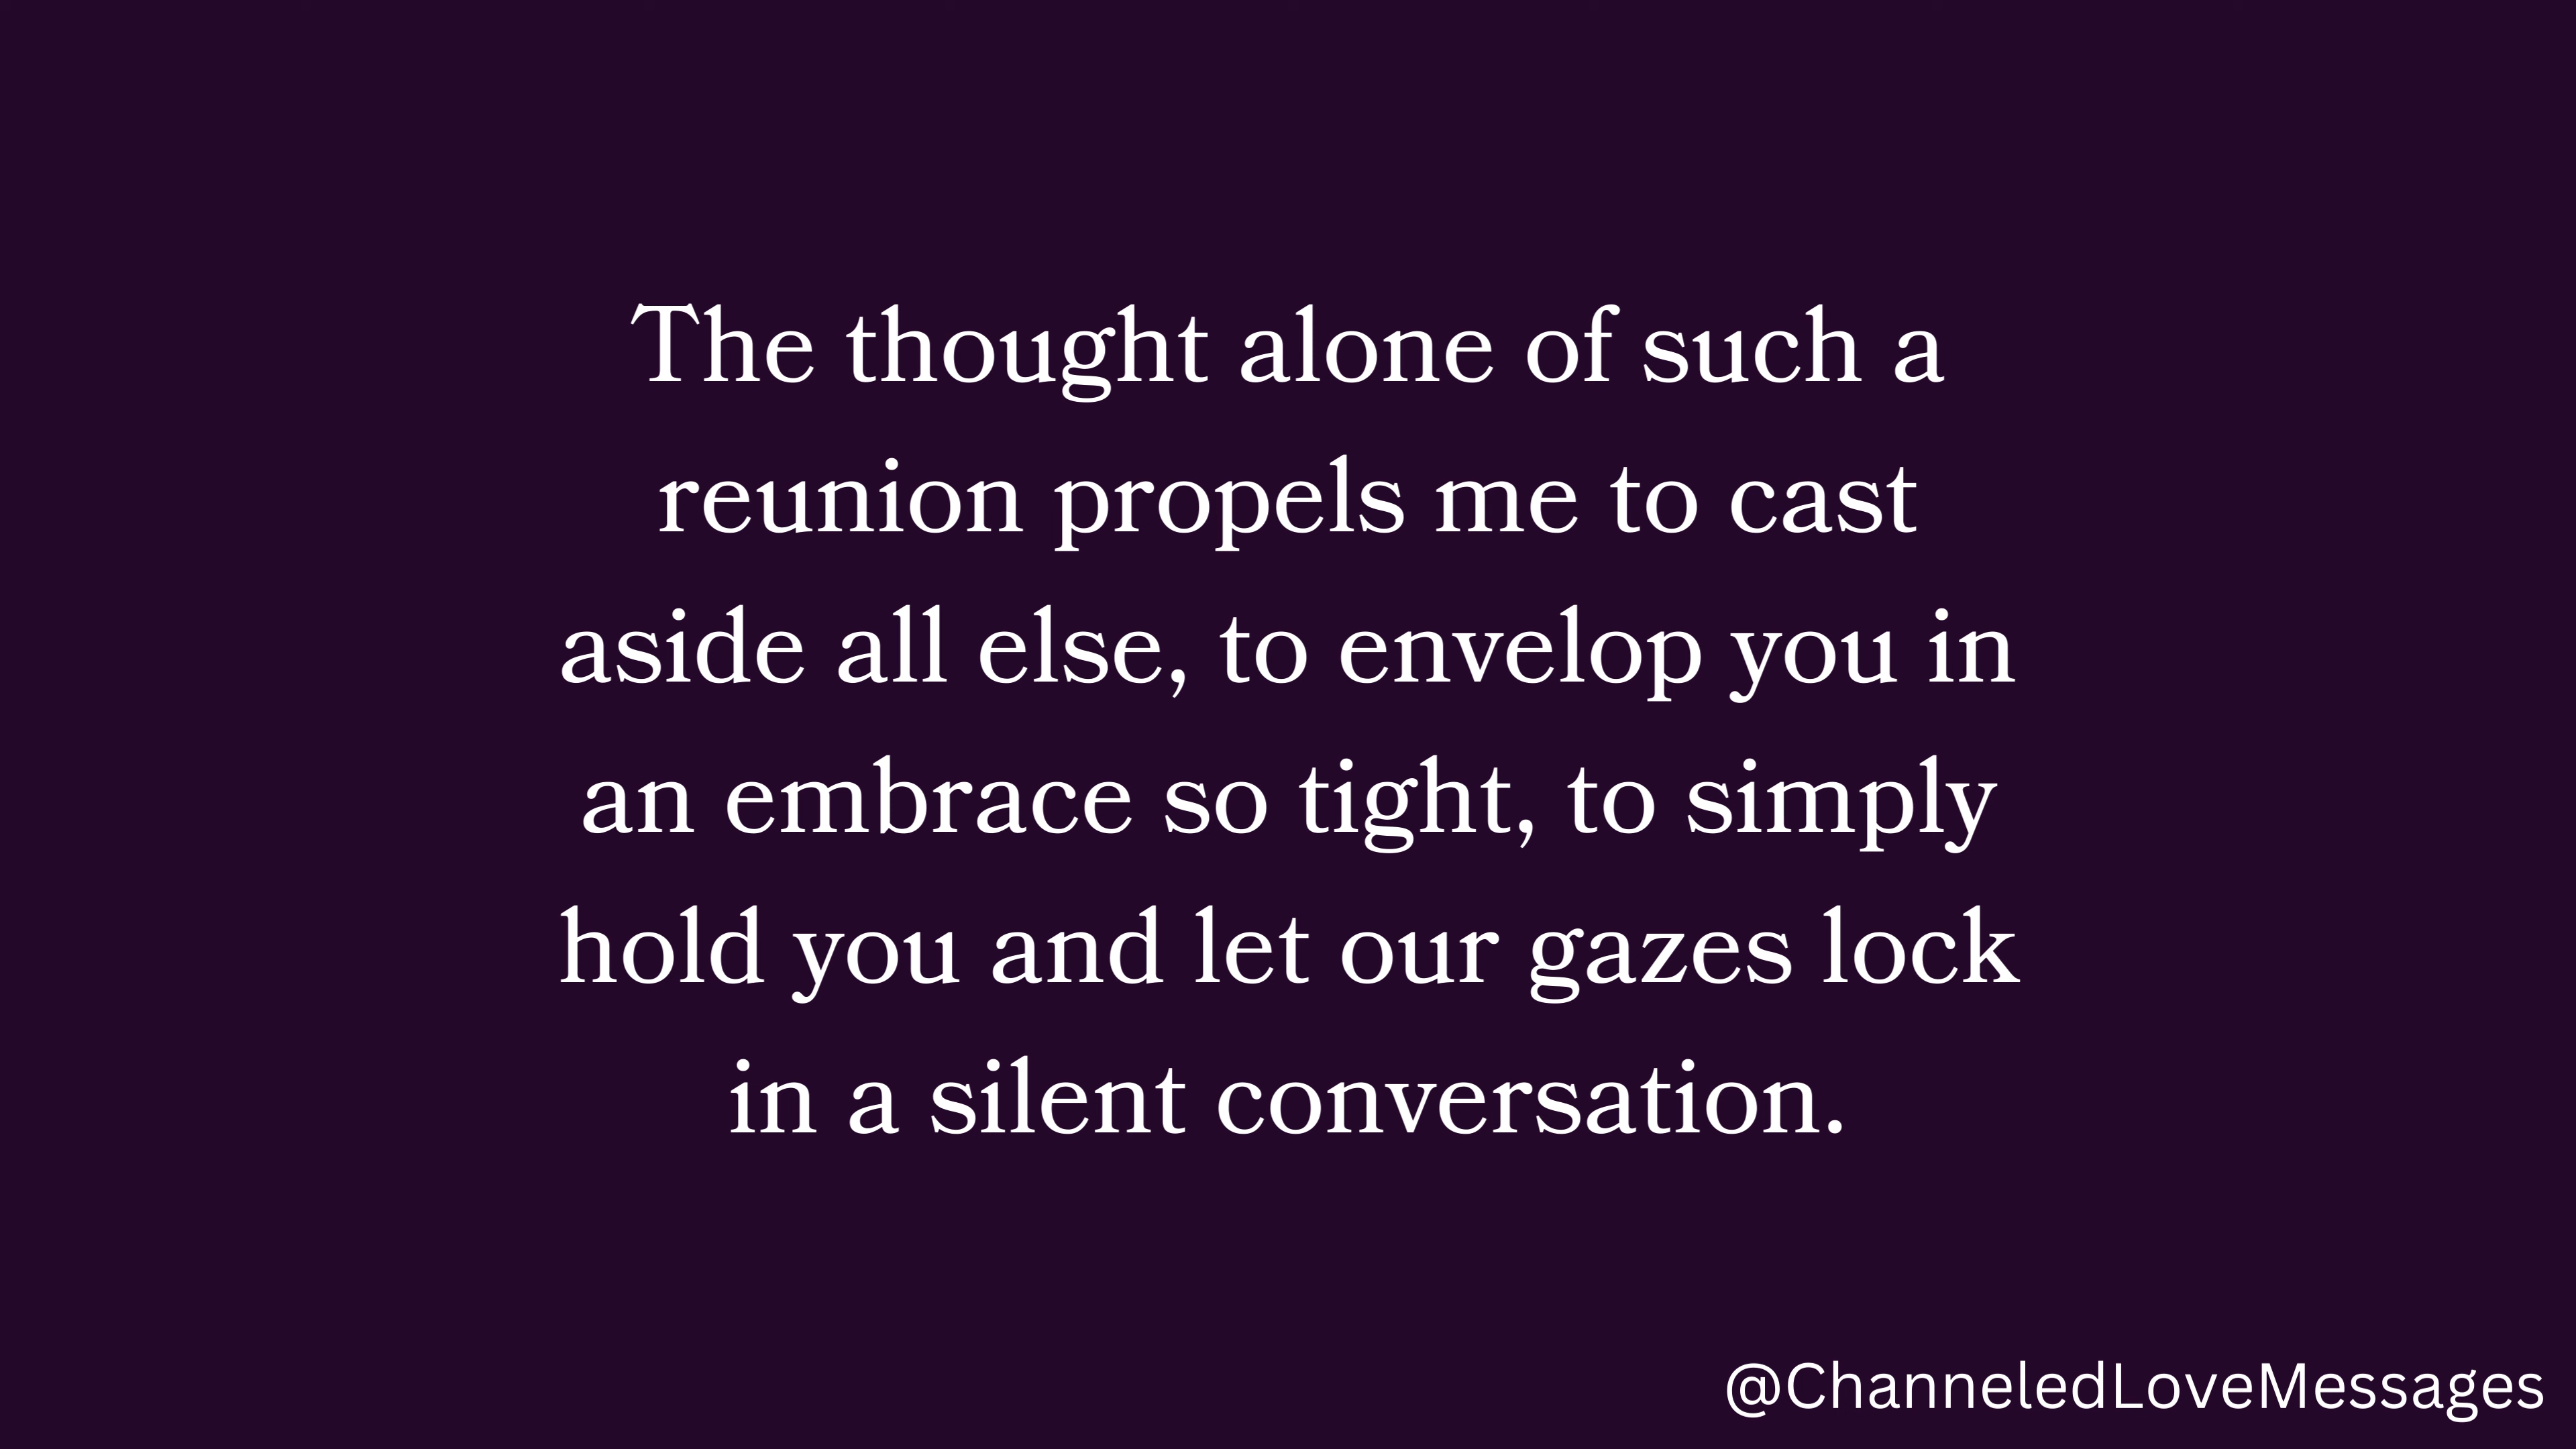 The thought alone of such a
reunion propels me to cast
aside all else, to envelop you in
an embrace so tight, to simply
hold you and let our gazes lock
in a silent conversation.
@ChanneledLoveMessages